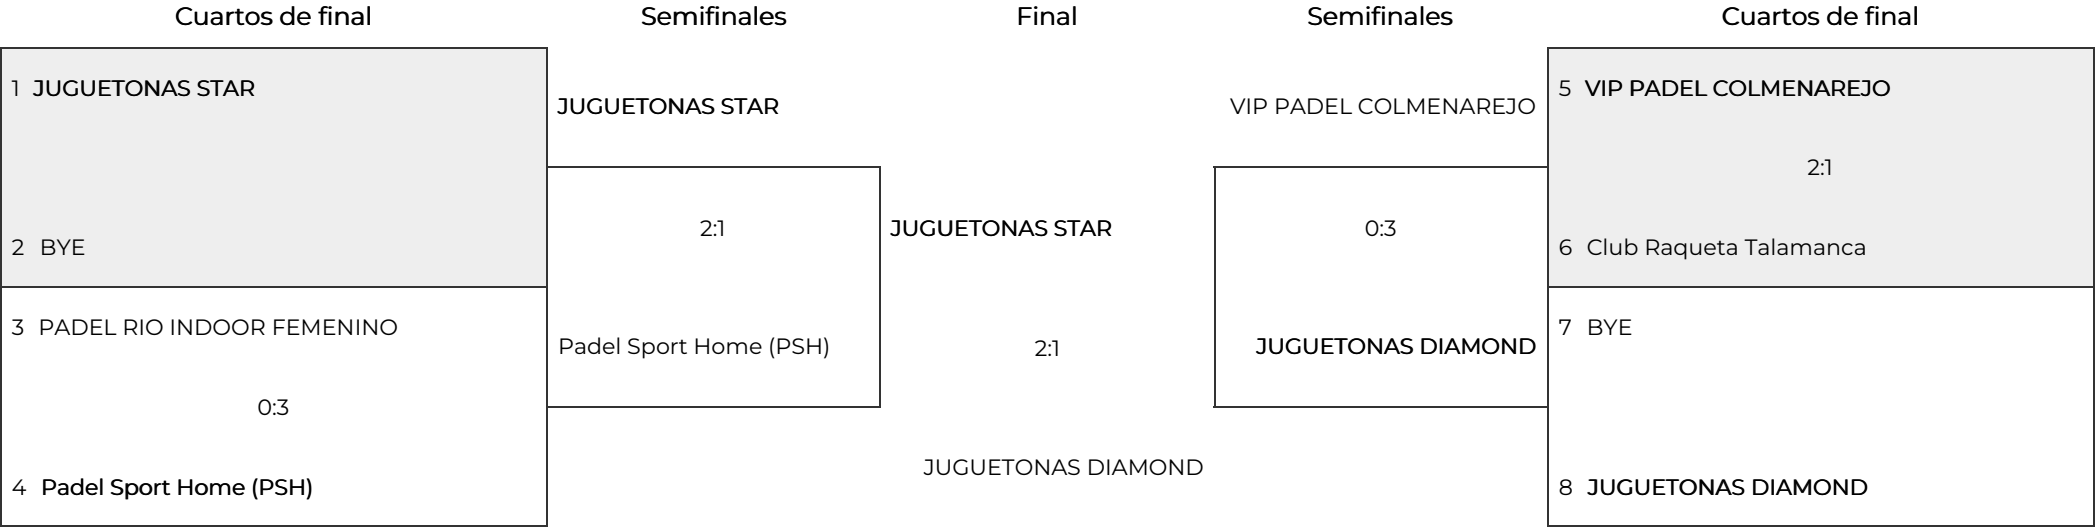 Cuartos de final
Semifinales
Final
Semifinales
Cuartos de final
1 JUGUETONAS STAR
2 BYE
3 PADEL RIO INDOOR FEMENINO
0:3
4 Padel Sport Home (PSH)
JUGUETONAS STAR
2:1
Padel Sport Home (PSH)
JUGUETONAS STAR
2:1
JUGUETONAS DIAMOND
VIP PADEL COLMENAREJO
0:3
JUGUETONAS DIAMOND
5 VIP PADEL COLMENAREJO
2:1
6 Club Raqueta Talamanca
7 BYE
8 JUGUETONAS DIAMOND